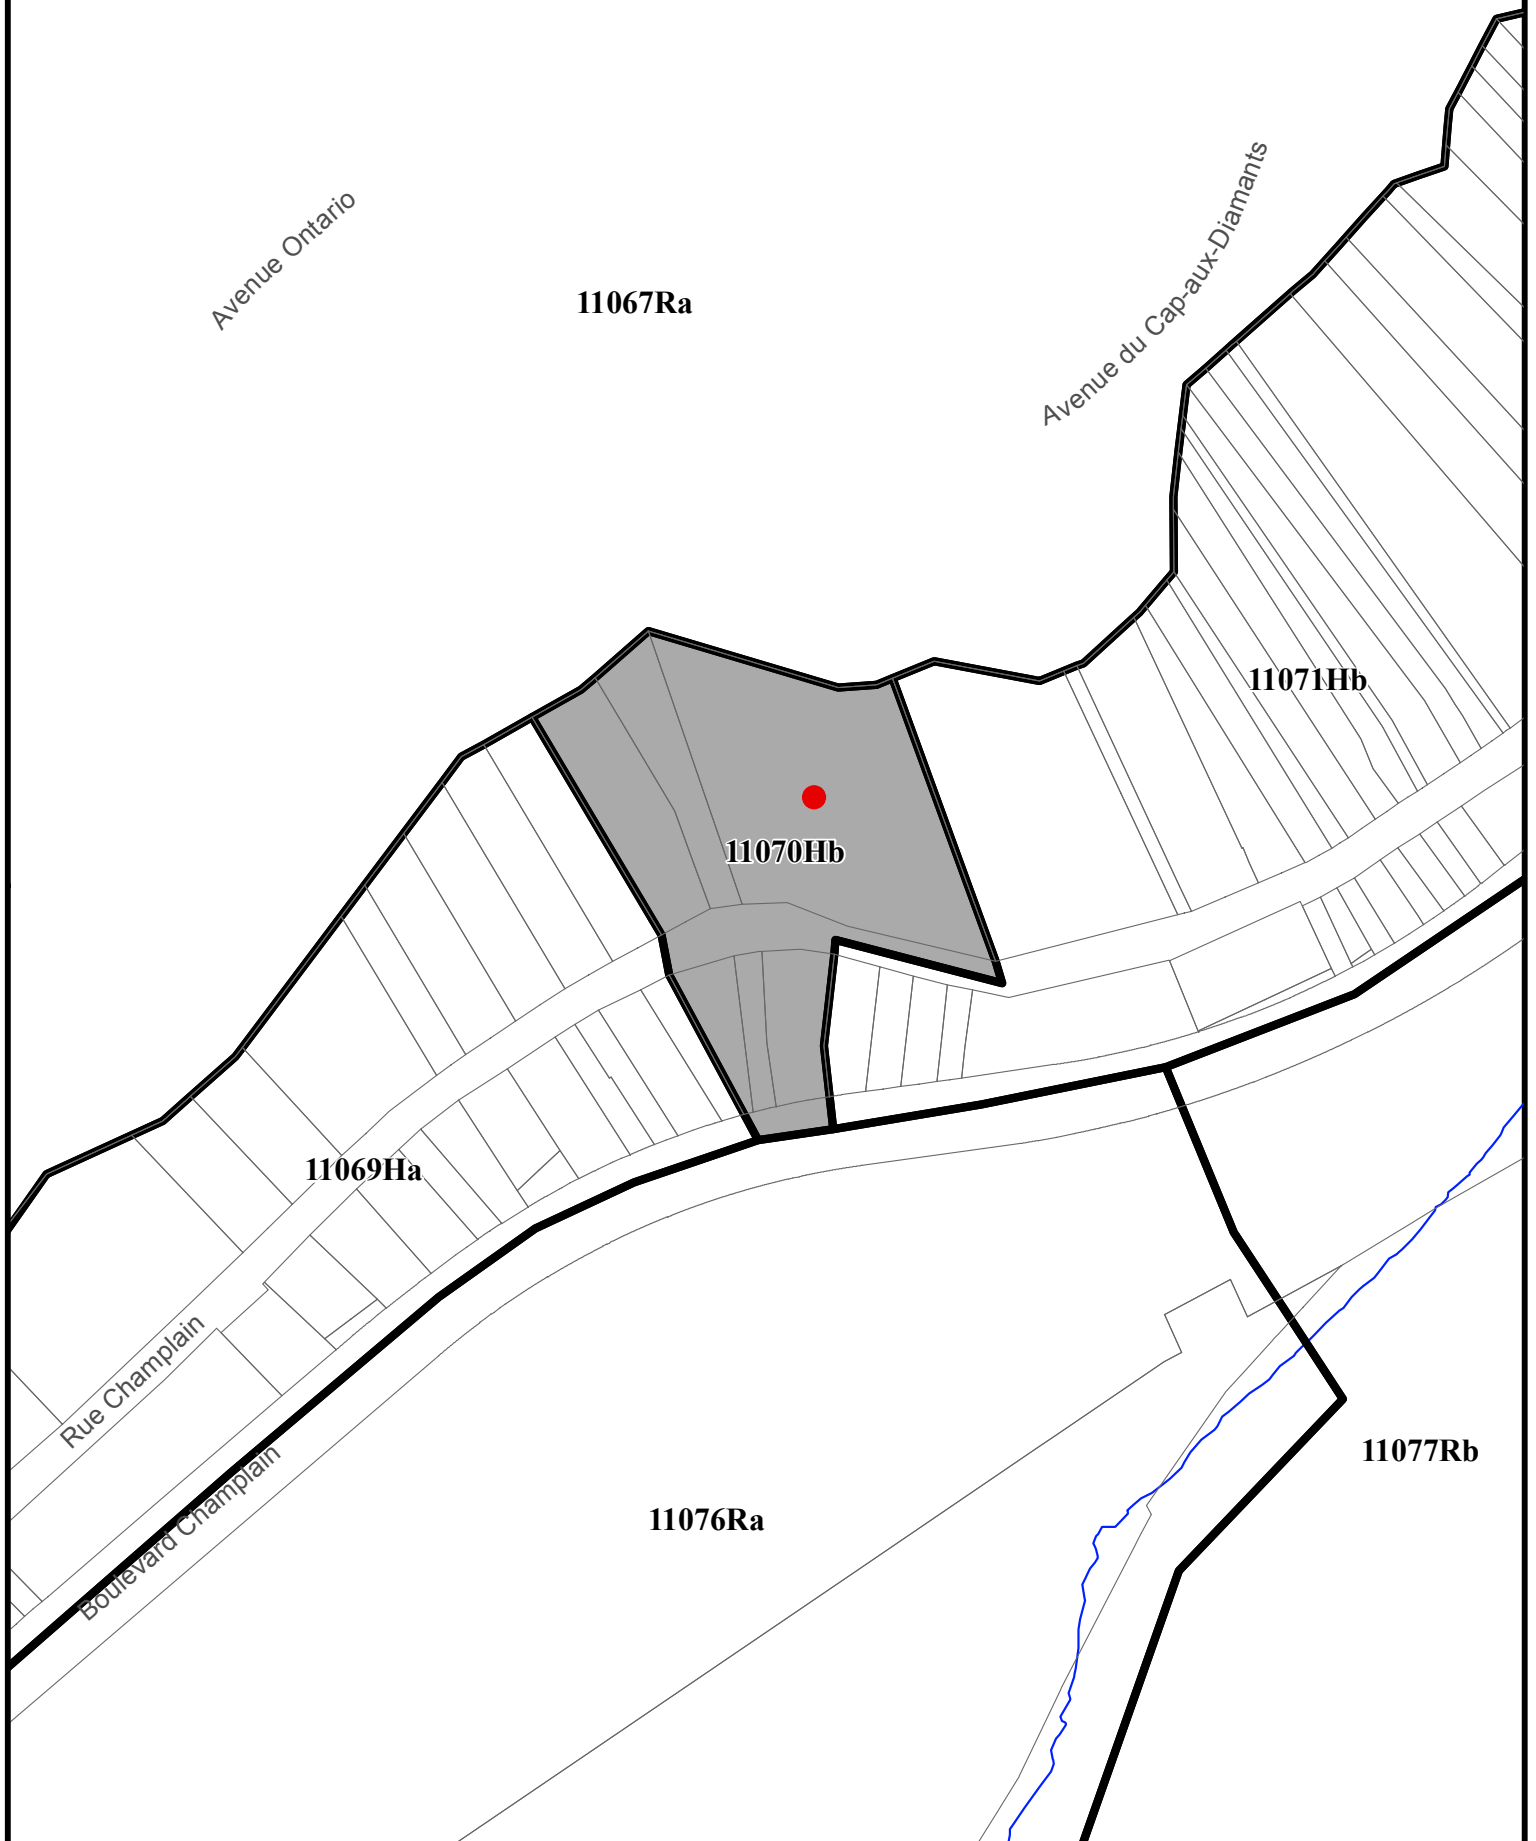 Avenue Ontario
Avenue du Cap-aux-Diamants
11067Ra
11071Hb
11070Hb
11069Ha
Rue Champlain
Boulevard Champlain
11077Rb
11076Ra